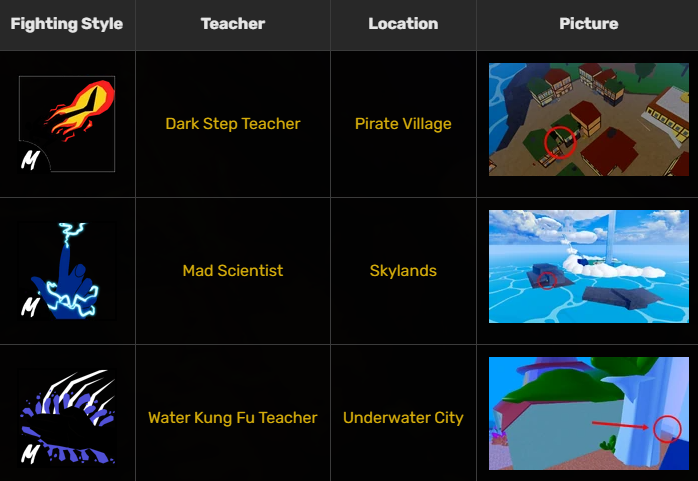 Fighting Style Teacher Location Picture
M Dark Step Teacher Pirate Village
M Mad Scientist Skylands
M Water Kung Fu Teacher Underwater City